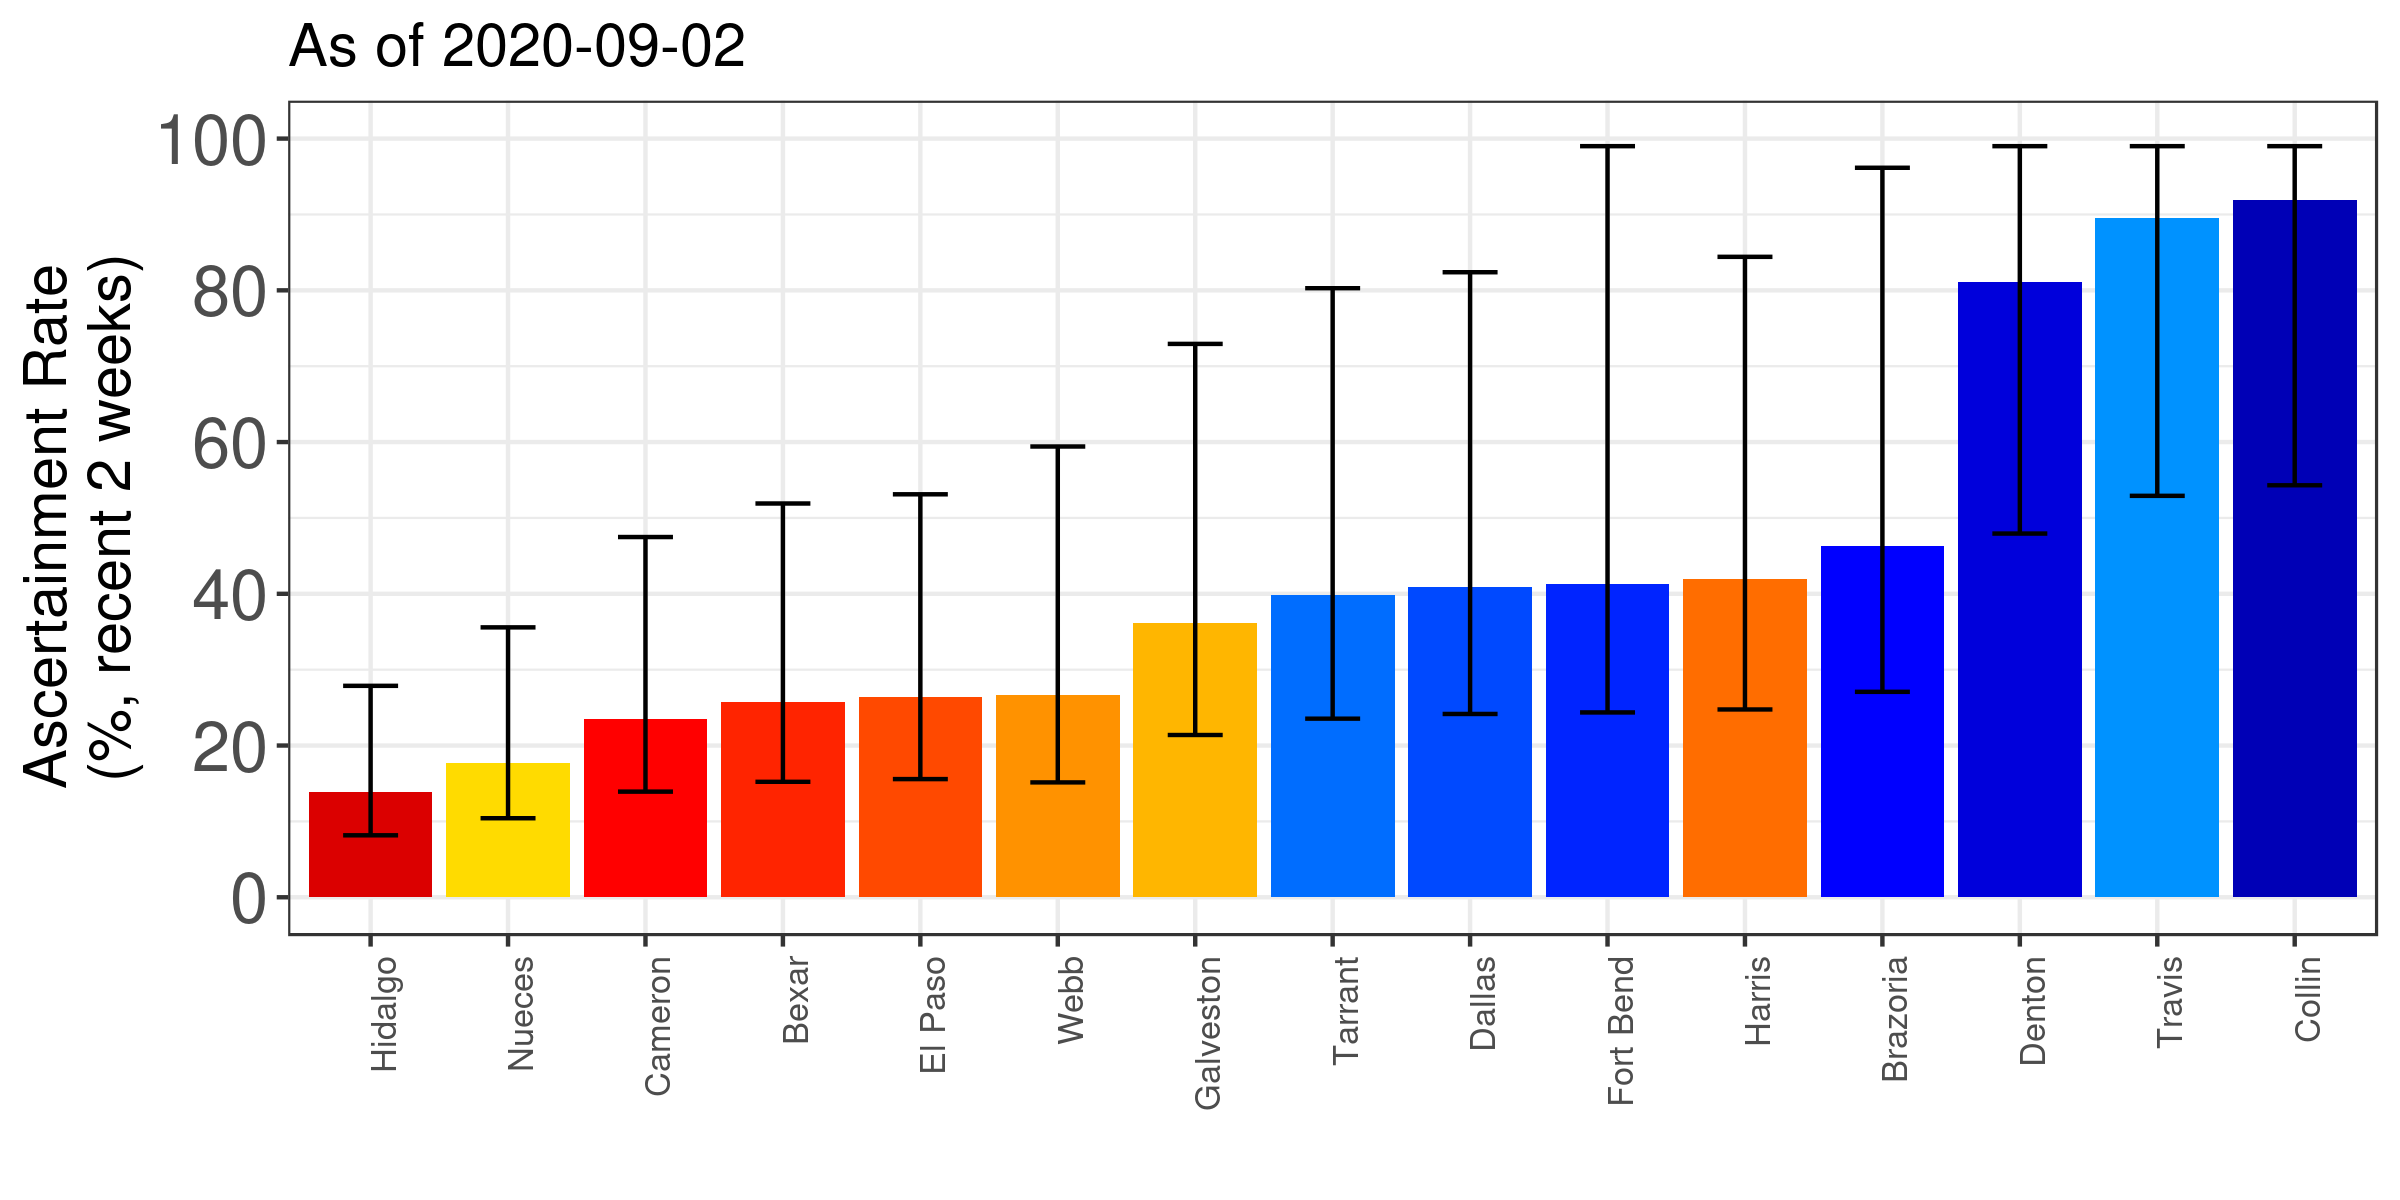 As of 2020-09-02
Ascertainment Rate
(%, recent 2 weeks)
100
80
60
40
20
0
Hidalgo
Nueces
Cameron
Bexar
El Paso
Webb
Galveston
Tarrant
Dallas
Fort Bend
Harris
Brazoria
Denton
Travis
Collin